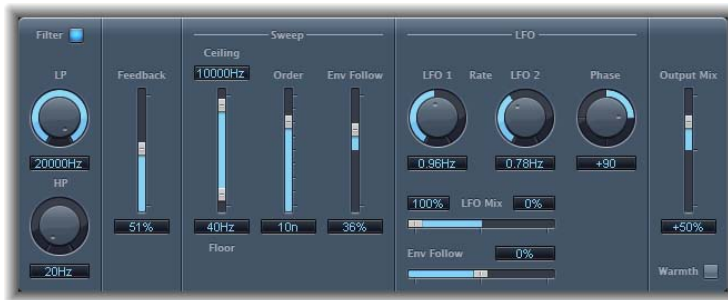 Filter
LP
20000Hz
HP
20Hz
Feedback
51%
Sweep
Ceiling
10000Hz
Order
Env Follow
40Hz
10n
36%
Floor
LFO
LFO 1
Rate
LFO 2
Phase
0.96Hz
0.78Hz
+90
100%
LFO Mix
0%
Env Follow
0%
Output Mix
+50%
Warmth